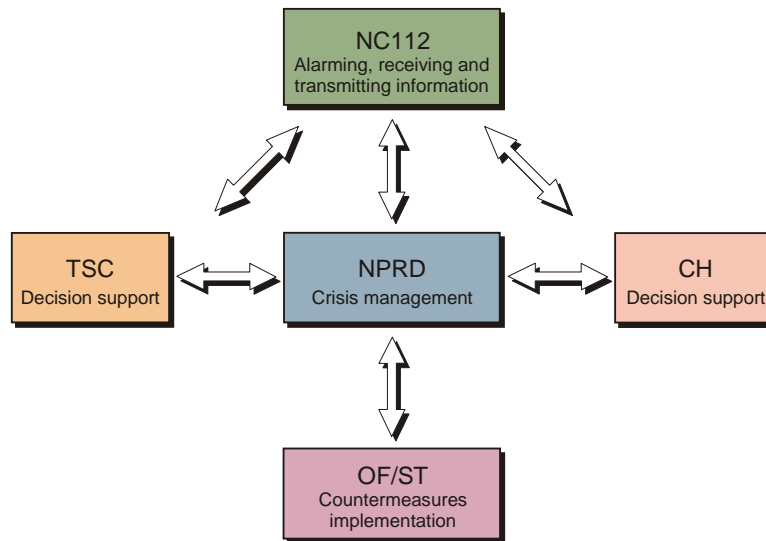 NC112
Alarming, receiving and
transmitting information
TSC
Decision support
NPRD
Crisis management
CH
Decision support
OF/ST
Countermeasures
implementation